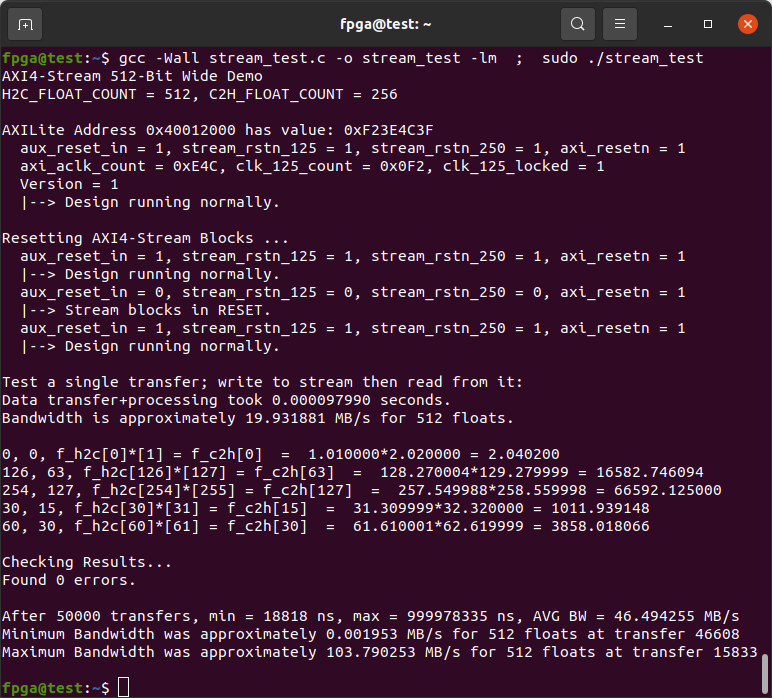 fpga@test: ~
fpga@test:~$ gcc -Wall stream_test.c -o stream_test -lm  ;  sudo ./stream_test
AXI4-Stream 512-Bit Wide Demo
H2C_FLOAT_COUNT = 512, C2H_FLOAT_COUNT = 256
AXILite Address 0x40012000 has value: 0xF23E4C3F
  aux_reset_in = 1, stream_rstn_125 = 1, stream_rstn_250 = 1, axi_resetn = 1
  axi_aclk_count = 0xE4C, clk_125_count = 0x0F2, clk_125_locked = 1
  Version = 1
  |--> Design running normally.
Resetting AXI4-Stream Blocks ...
  aux_reset_in = 1, stream_rstn_125 = 1, stream_rstn_250 = 1, axi_resetn = 1
  |--> Design running normally.
  aux_reset_in = 0, stream_rstn_125 = 0, stream_rstn_250 = 0, axi_resetn = 1
  |--> Stream blocks in RESET.
  aux_reset_in = 1, stream_rstn_125 = 1, stream_rstn_250 = 1, axi_resetn = 1
  |--> Design running normally.
Test a single transfer; write to stream then read from it:
Data transfer+processing took 0.000097990 seconds.
Bandwidth is approximately 19.931881 MB/s for 512 floats.
0, 0, f_h2c[0]*[1] = f_c2h[0]  =  1.010000*2.020000 = 2.040200
126, 63, f_h2c[126]*[127] = f_c2h[63]  =  128.270004*129.279999 = 16582.746094
254, 127, f_h2c[254]*[255] = f_c2h[127]  =  257.549988*258.559998 = 66592.125000
30, 15, f_h2c[30]*[31] = f_c2h[15]  =  31.309999*32.320000 = 1011.939148
60, 30, f_h2c[60]*[61] = f_c2h[30]  =  61.610001*62.619999 = 3858.018066
Checking Results...
Found 0 errors.
After 50000 transfers, min = 18818 ns, max = 999978335 ns, AVG BW = 46.494255 MB/s
Minimum Bandwidth was approximately 0.001953 MB/s for 512 floats at transfer 46608
Maximum Bandwidth was approximately 103.790253 MB/s for 512 floats at transfer 15833
fpga@test:~$